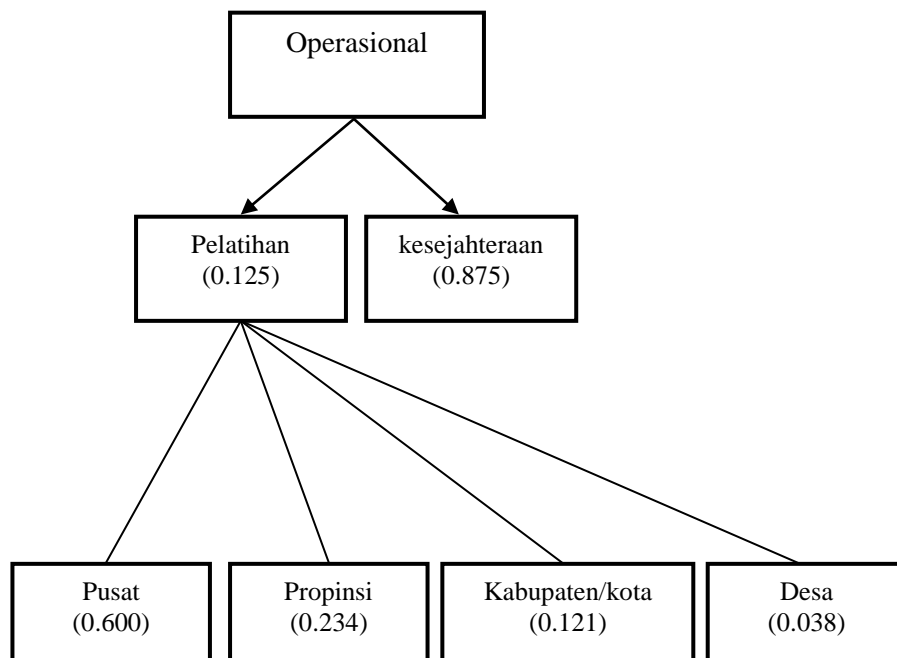 Operasional
Pelatihan
(0.125)
kesejahteraan
(0.875)
Pusat
(0.600)
Propinsi
(0.234)
Kabupaten/kota
(0.121)
Desa
(0.038)